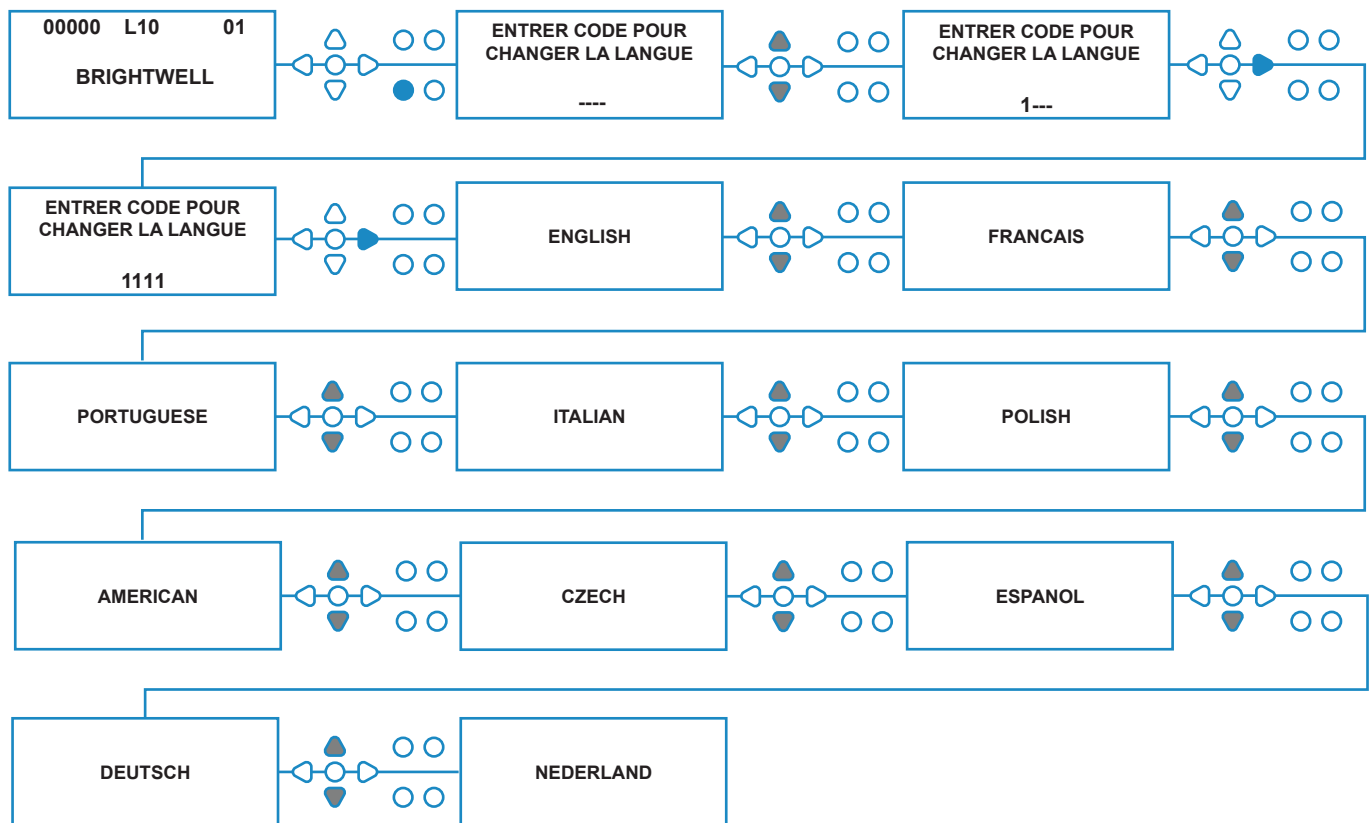 00000 L10 01
BRIGHTWELL
ENTRER CODE POUR
CHANGER LA LANGUE
----
ENTRER CODE POUR
CHANGER LA LANGUE
1---
ENTRER CODE POUR
CHANGER LA LANGUE
1111
ENGLISH
FRANCAIS
PORTUGUESE
ITALIAN
POLISH
AMERICAN
CZECH
ESPANOL
DEUTSCH
NEDERLAND